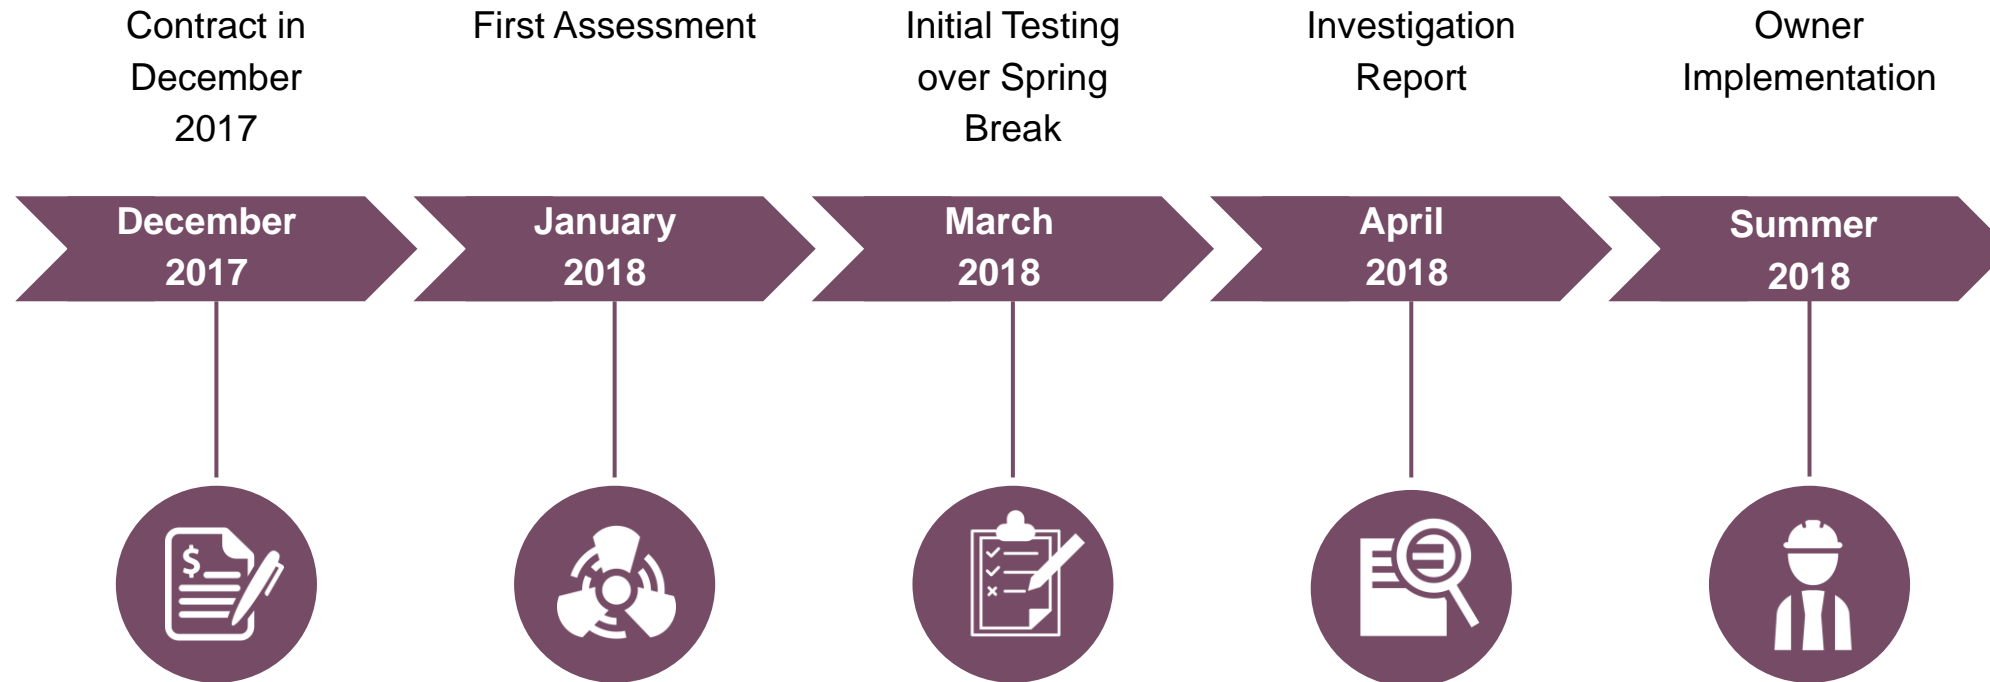 Contract in
December
2017
First Assessment
Initial Testing
over Spring
Break
Investigation
Report
Owner
Implementation
December
2017
January
2018
March
2018
April
2018
Summer
2018
$